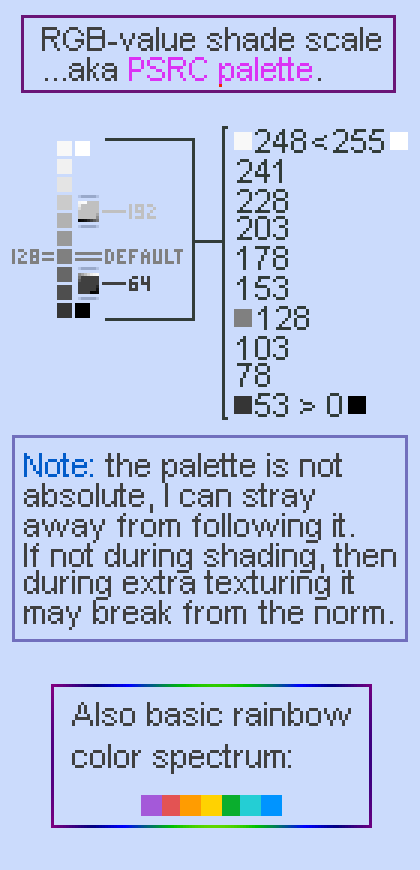 RGB-value shade scale
...aka PSRC palette.
192
128= DEFAULT
64
248<255
241
228
203
178
153
128
103
78
53 > 0
Note: the palette is not
absolute, I can stray
away from following it.
If not during shading, then
during extra texturing it
may break from the norm.
Also basic rainbow
color spectrum: